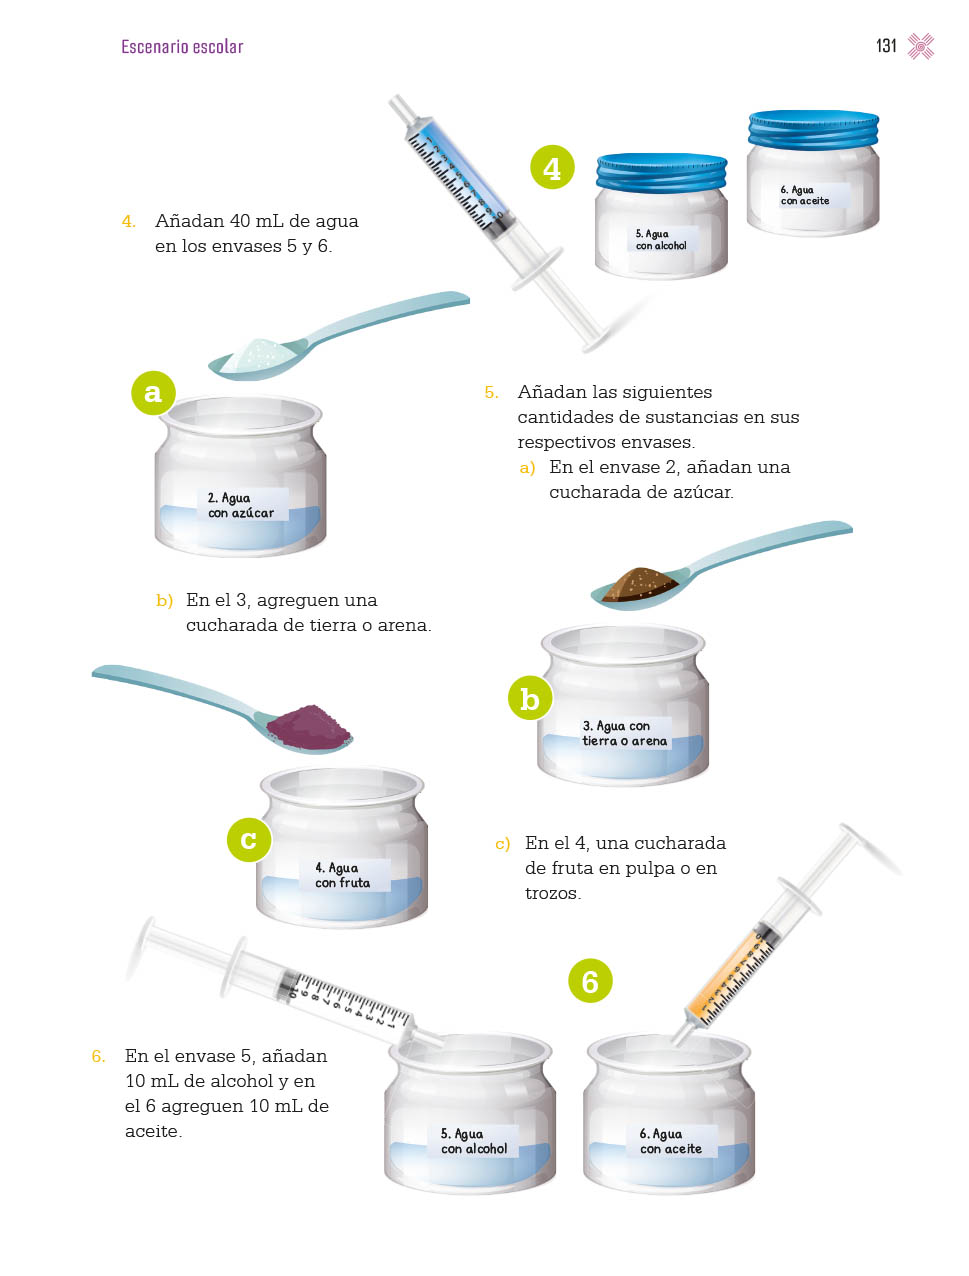 Escenario escolar
131
4
5. Agua
con alcohol
6. Agua
con aceite
4. Añadan 40 mL de agua
en los envases 5 y 6.
a
2. Agua
con azúcar
5. Añadan las siguientes
cantidades de sustancias en sus
respectivos envases.
a) En el envase 2, añadan una
cucharada de azúcar.
b) En el 3, agreguen una
cucharada de tierra o arena.
b
3. Agua con
tierra o arena
c
4. Agua
con fruta
c) En el 4, una cucharada
de fruta en pulpa o en
trozos.
6
6. En el envase 5, añadan
10 mL de alcohol y en
el 6 agreguen 10 mL de
aceite.
5. Agua
con alcohol
6. Agua
con aceite